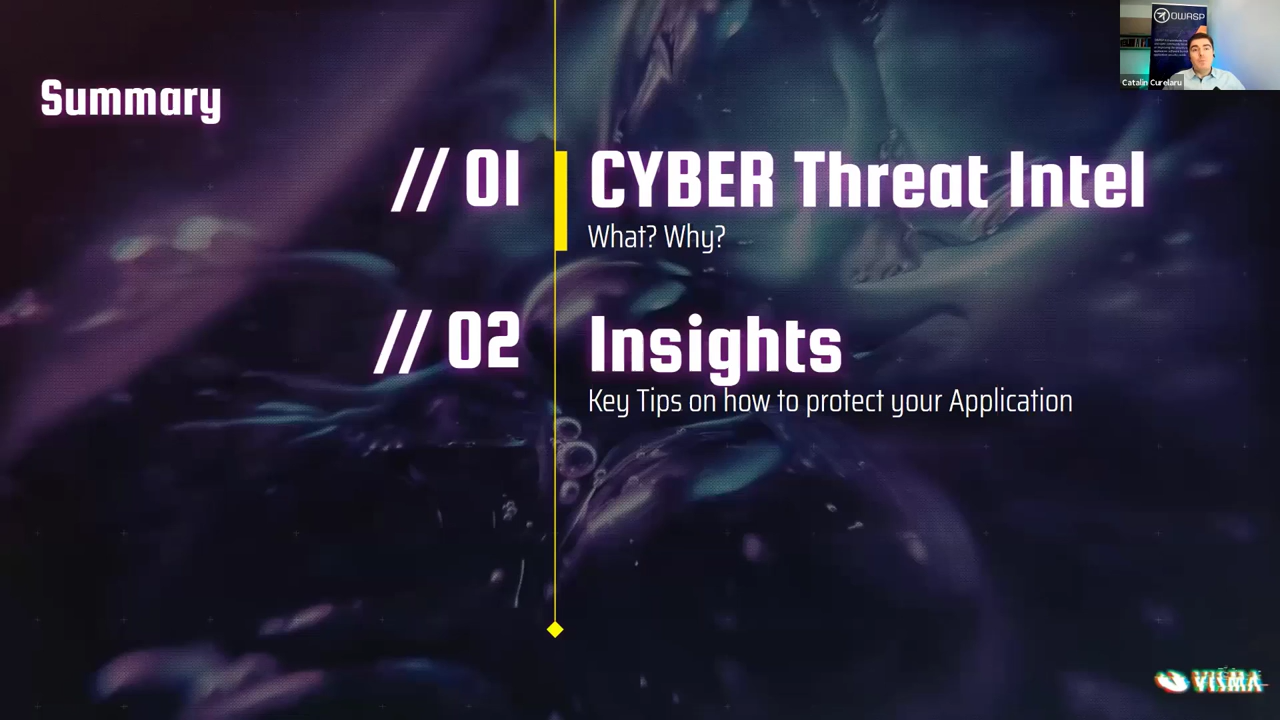 OWASP
Catalin Curelaru
Summary
// 01
CYBER Threat Intel
What? Why?
// 02
Insights
Key Tips on how to protect your Application
VISMA